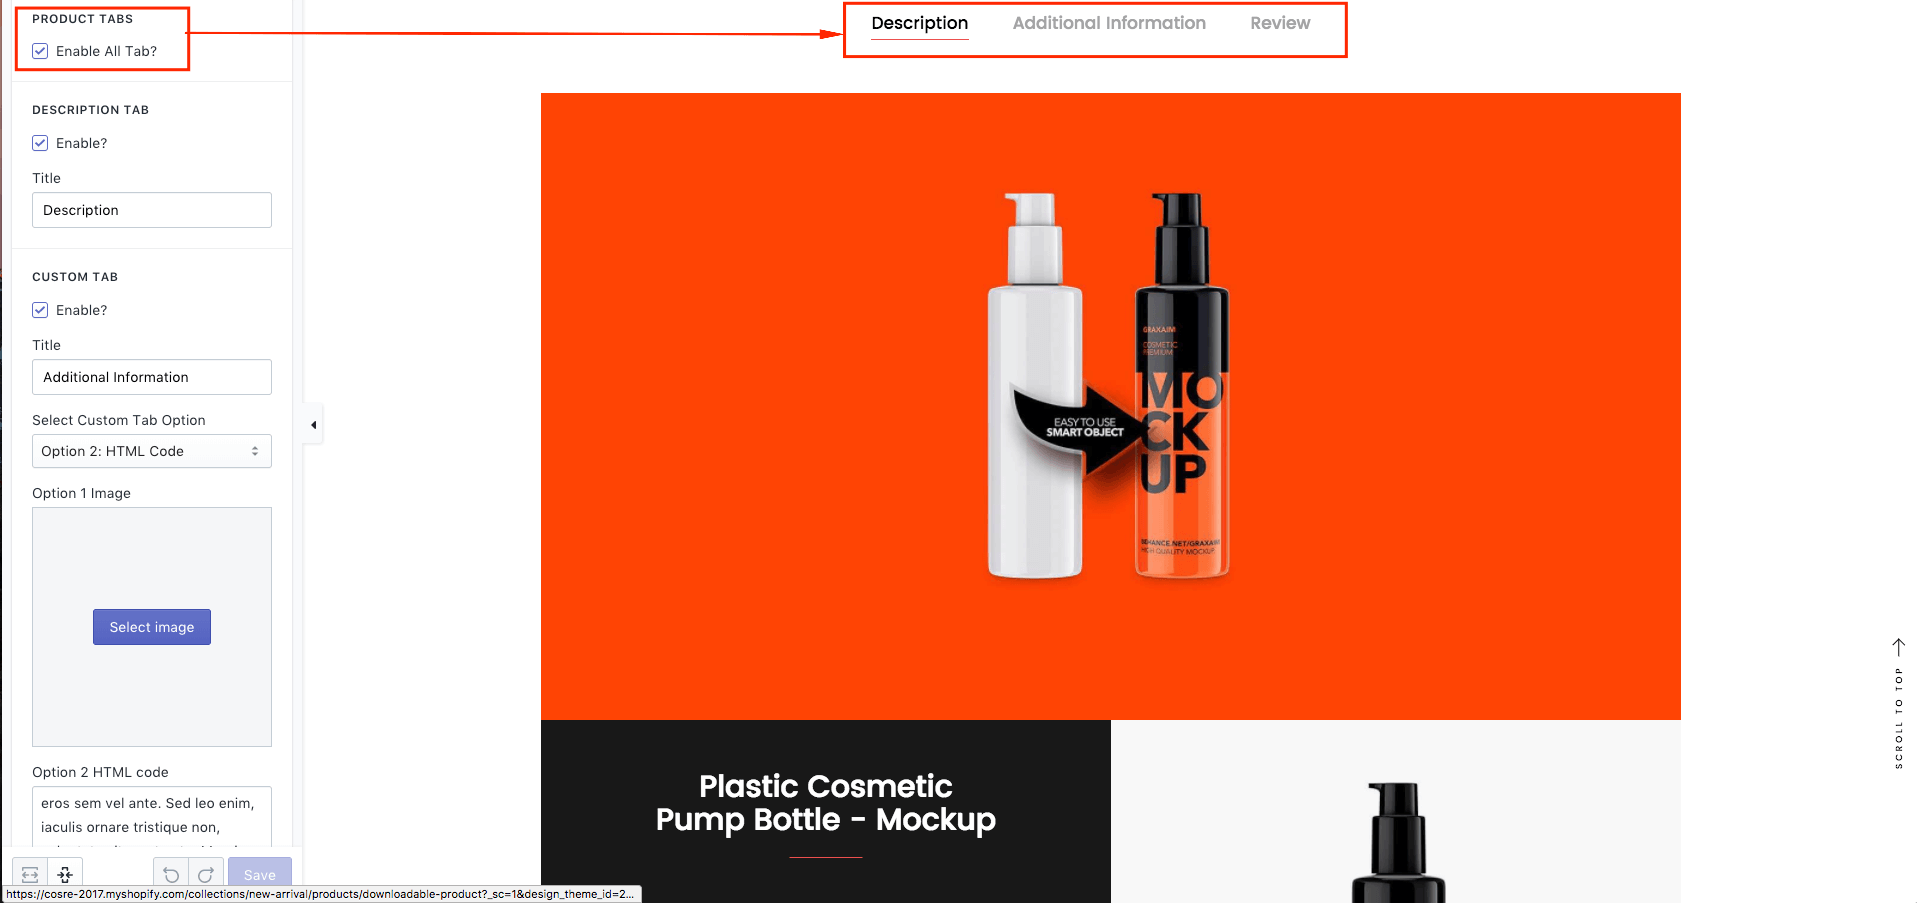 PRODUCT TABS
Enable All Tab?
DESCRIPTION TAB
Enable?
Title
Description
CUSTOM TAB
Enable?
Title
Additional Information
Select Custom Tab Option
Option 2: HTML Code
Option 1 Image
Select image
Option 2 HTML code
eros sem vel ante. Sed leo enim,
iaculis ornare tristique non,
Save
https://cosre-2017.myshopify.com/collections/new-arrival/products/downloadable-product?_sc=1&design_theme_id=2...
Description Additional Information Review
GRAXAIM
COSMETIC
PREMIUM
MO
CK
UP
EASY TO USE
SMART OBJECT
HIGH QUALITY MOCKUP
Plastic Cosmetic
Pump Bottle - Mockup
SCROLL TO TOP